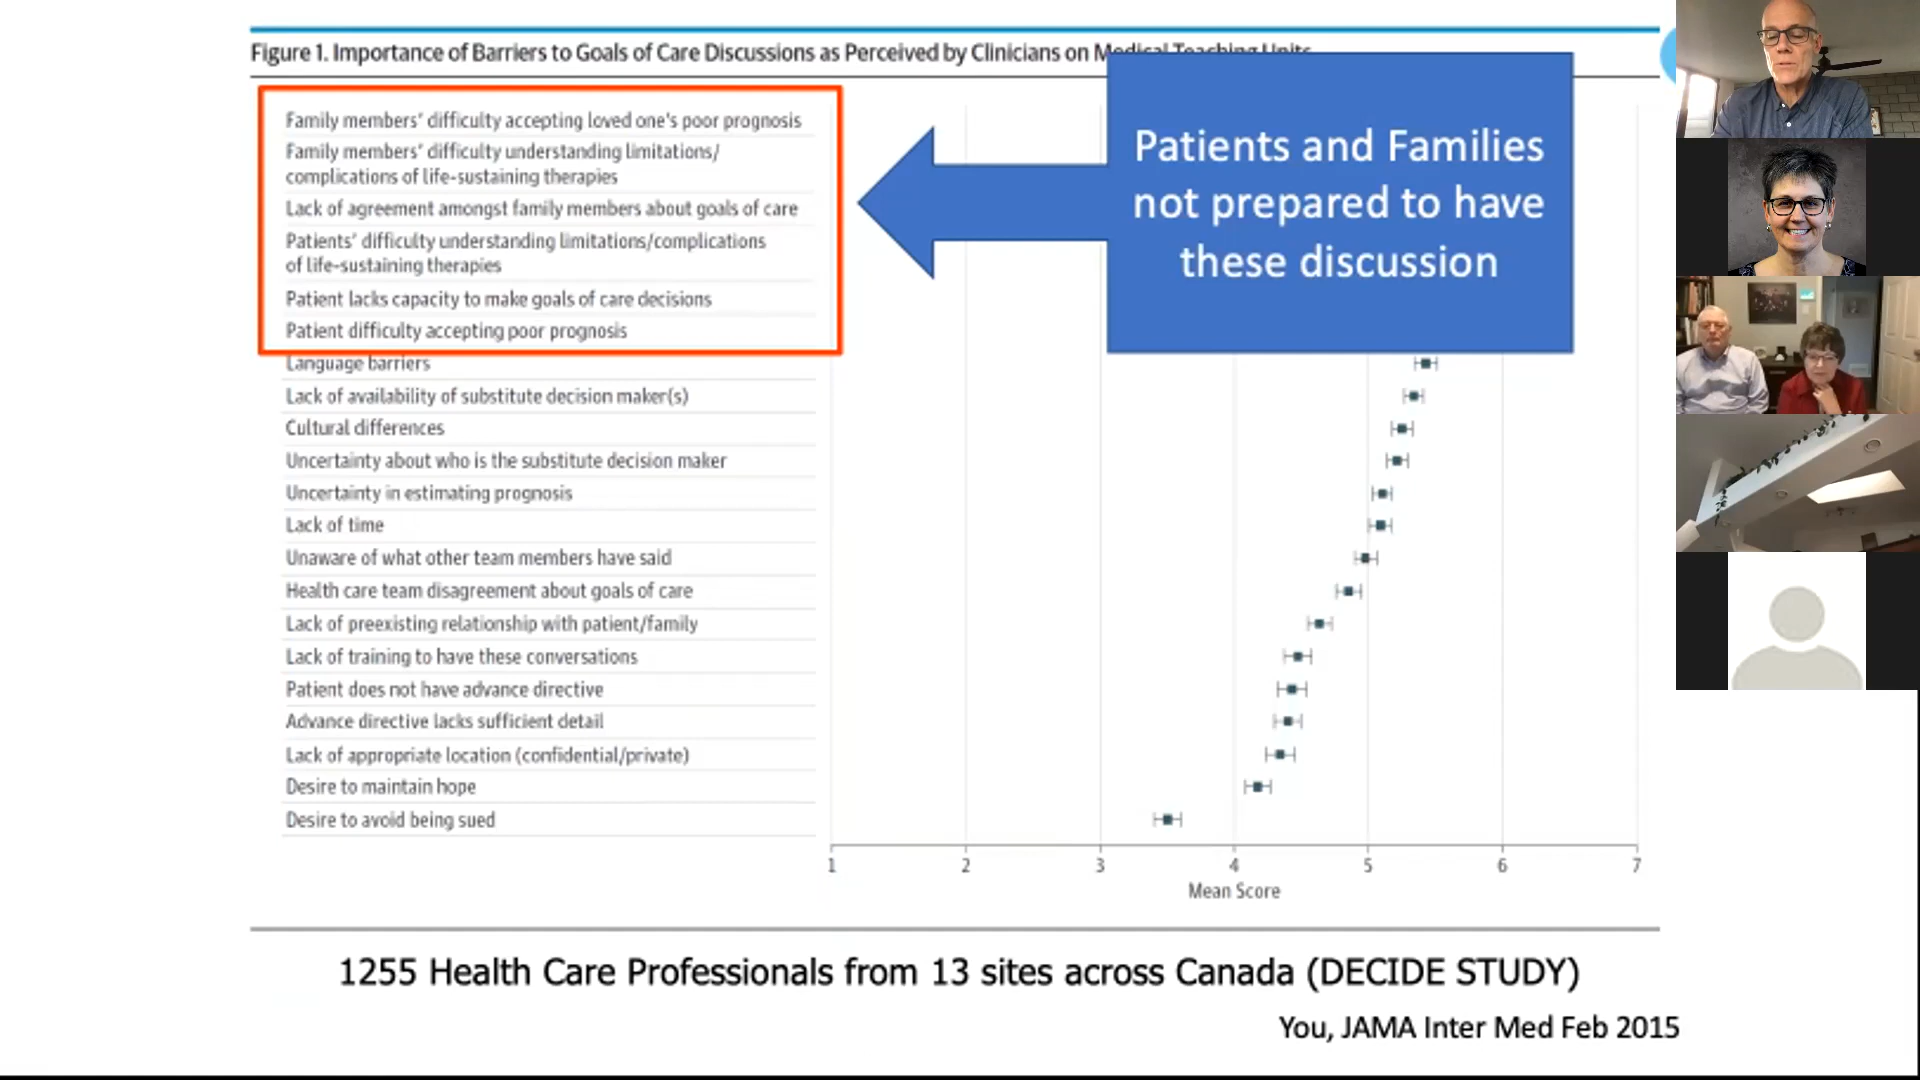 Figure 1. Importance of Barriers to Goals of Care Discussions as Perceived by Clinicians on Medical Teaching Units
Family members' difficulty accepting loved one's poor prognosis
Family members' difficulty understanding limitations/
complications of life-sustaining therapies
Lack of agreement amongst family members about goals of care
Patients' difficulty understanding limitations/complications
of life-sustaining therapies
Patient lacks capacity to make goals of care decisions
Patient difficulty accepting poor prognosis
Patients and Families
not prepared to have
these discussion
Language barriers
Lack of availability of substitute decision maker(s)
Cultural differences
Uncertainty about who is the substitute decision maker
Uncertainty in estimating prognosis
Lack of time
Unaware of what other team members have said
Health care team disagreement about goals of care
Lack of preexisting relationship with patient/family
Lack of training to have these conversations
Patient does not have advance directive
Advance directive lacks sufficient detail
Lack of appropriate location (confidential/private)
Desire to maintain hope
Desire to avoid being sued
1 2 3 4 5 6 7
Mean Score
1255 Health Care Professionals from 13 sites across Canada (DECIDE STUDY)
You, JAMA Inter Med Feb 2015